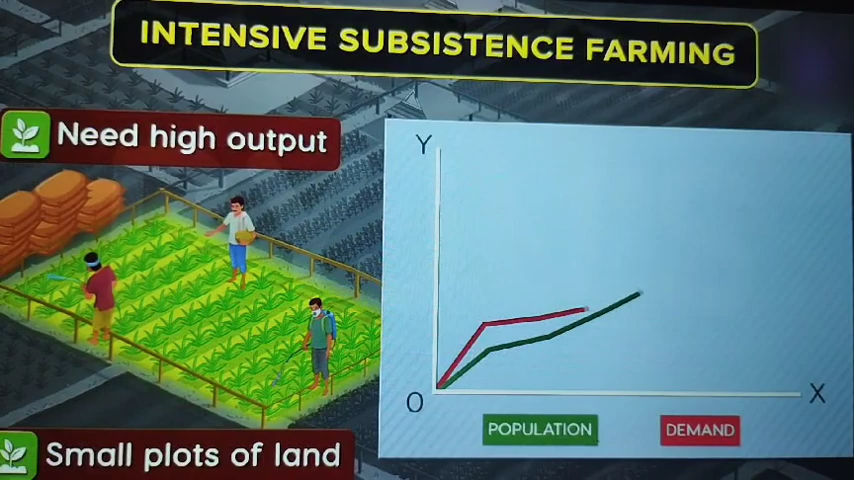 INTENSIVE SUBSISTENCE FARMING
Need high output
Y
O
X
POPULATION
DEMAND
Small plots of land